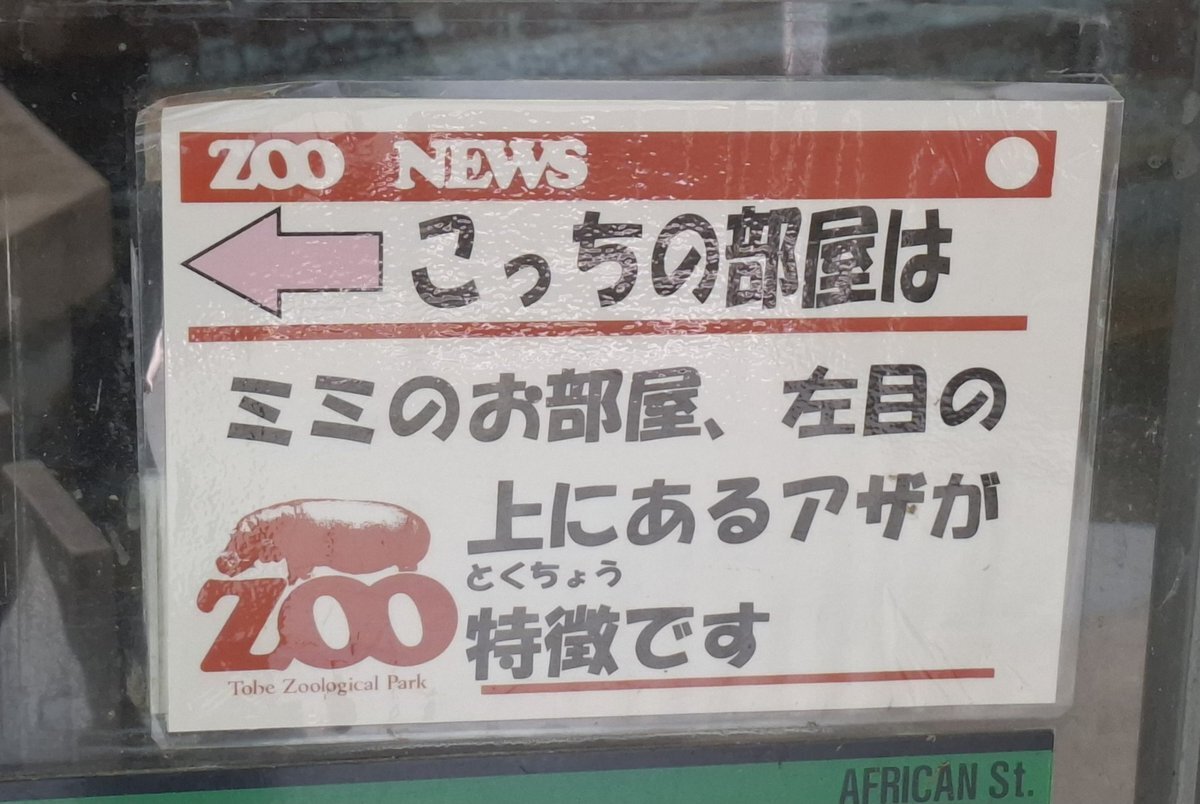 ZOO NEWS
こっちの部屋は
ミミのお部屋、左目の
上にあるアザが
とくちょう
特徴です
ZOO
Tobe Zoological Park
AFRICAN St.